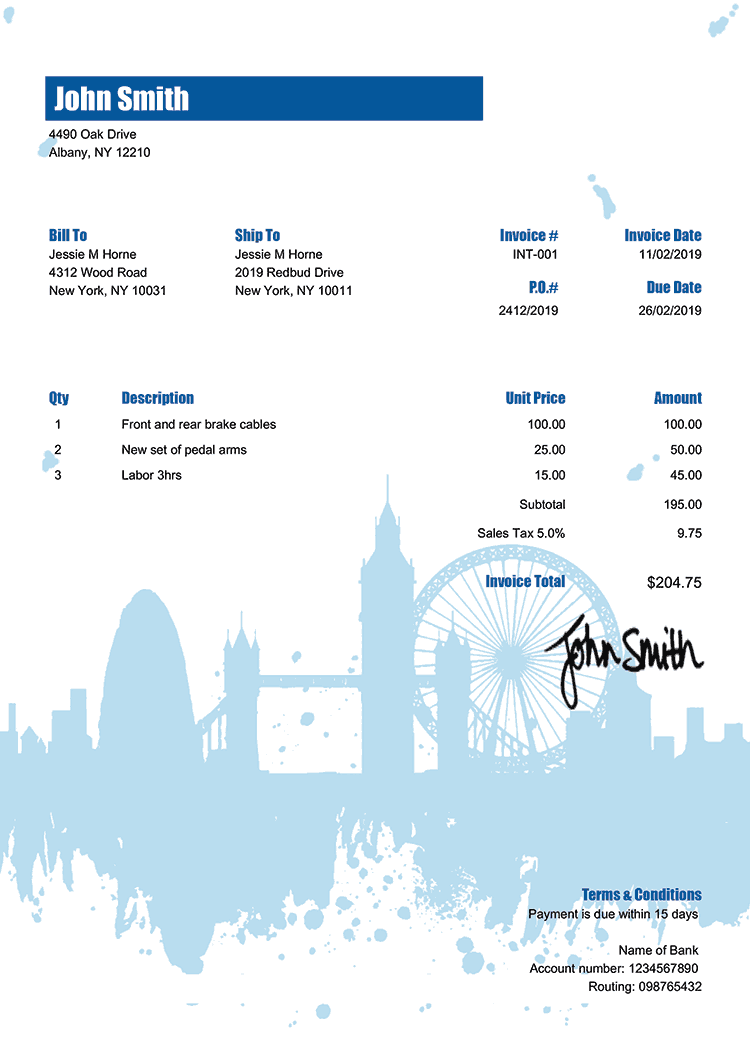 John Smith
4490 Oak Drive
Albany, NY 12210
Bill To Ship To Invoice # Invoice Date
Jessie M Horne Jessie M Horne INT-001 11/02/2019
4312 Wood Road 2019 Redbud Drive
New York, NY 10031 New York, NY 10011
P.O.# Due Date
2412/2019 26/02/2019
Qty Description Unit Price Amount
1 Front and rear brake cables 100.00 100.00
2 New set of pedal arms 25.00 50.00
3 Labor 3hrs 15.00 45.00
Subtotal 195.00
Sales Tax 5.0% 9.75
Invoice Total $204.75
John Smith
Terms & Conditions
Payment is due within 15 days
Name of Bank
Account number: 1234567890
Routing: 098765432